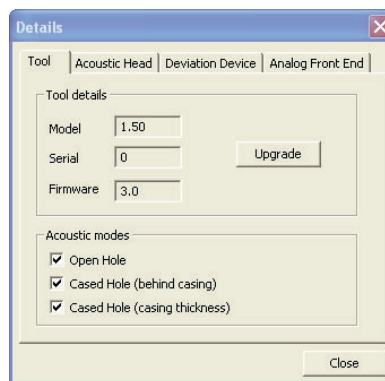 Details
Tool Acoustic Head Deviation Device Analog Front End
Tool details
Model 1.50
Serial 0 Upgrade
Firmware 3.0
Acoustic modes
Open Hole
Cased Hole (behind casing)
Cased Hole (casing thickness)
Close